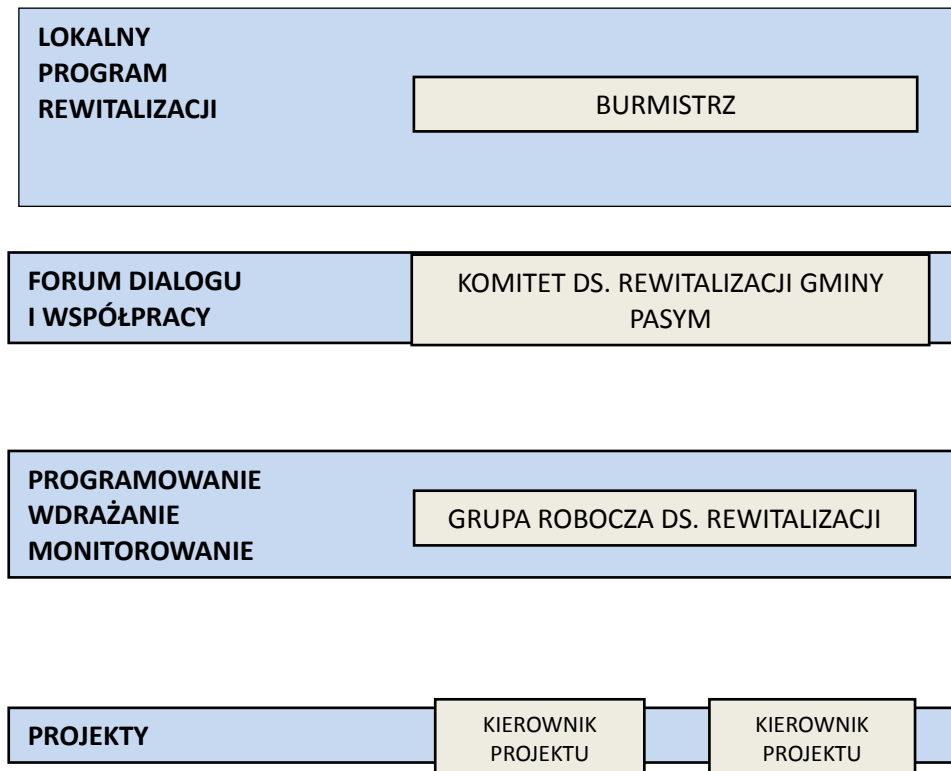 LOKALNY
PROGRAM
REWITALIZACJI
BURMISTRZ
FORUM DIALOGU
I WSPÓŁPRACY
KOMITET DS. REWITALIZACJI GMINY
PASYM
PROGRAMOWANIE
WDRAŻANIE
MONITOROWANIE
GRUPA ROBOCZA DS. REWITALIZACJI
PROJEKTY
KIEROWNIK
PROJEKTU
KIEROWNIK
PROJEKTU